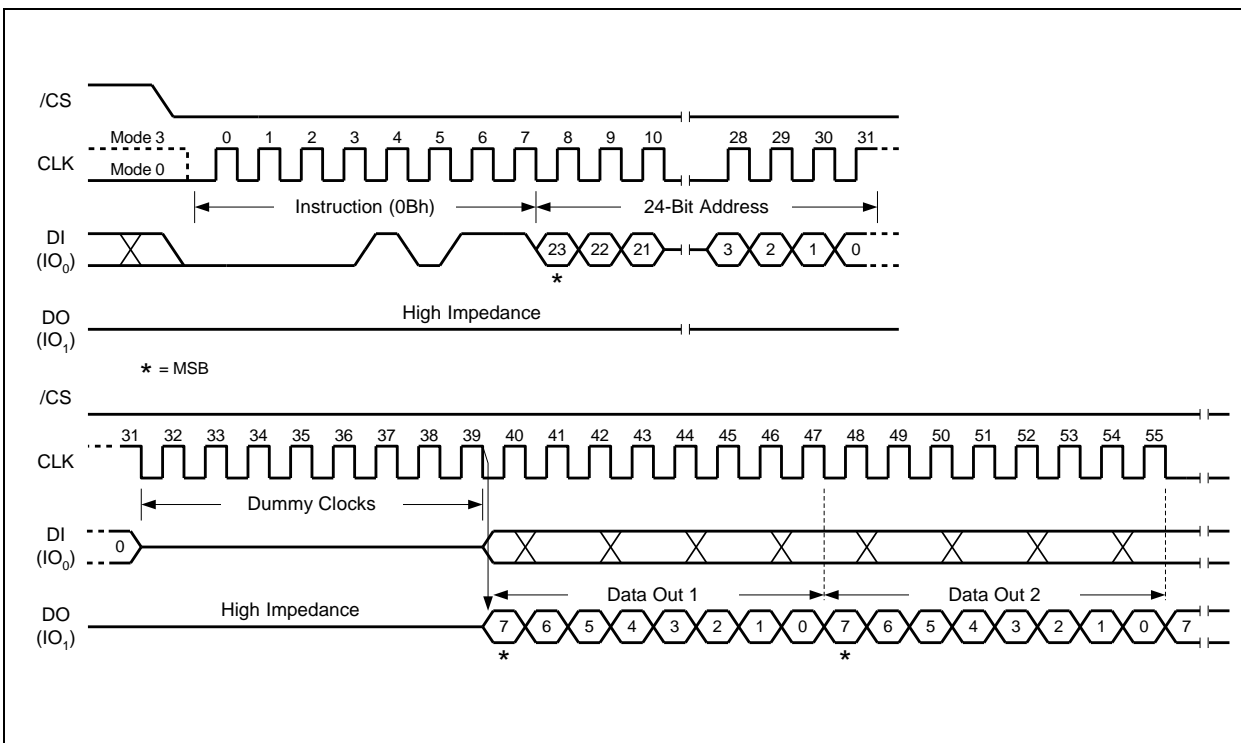 /CS
Mode 3 0 1 2 3 4 5 6 7 8 9 10 28 29 30 31
CLK
Mode 0
Instruction (0Bh) 24-Bit Address
DI
(IO0) 23 22 21 3 2 1 0
*
High Impedance
DO
(IO1)
* = MSB
/CS
31 32 33 34 35 36 37 38 39 40 41 42 43 44 45 46 47 48 49 50 51 52 53 54 55
CLK
Dummy Clocks
DI
(IO0) 0
Data Out 1 Data Out 2
High Impedance
DO
(IO1) 7 6 5 4 3 2 1 0 7 6 5 4 3 2 1 0 7
* *